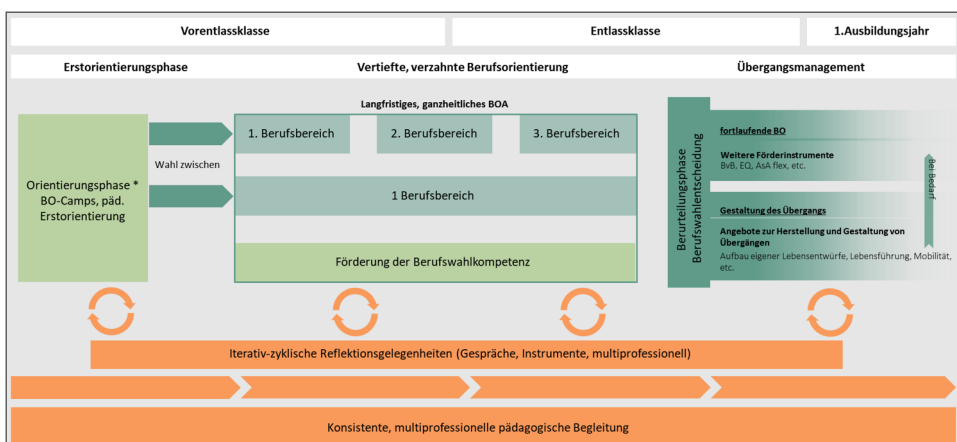 Vorentlassklasse
Entlassklasse
1.Ausbildungsjahr
Erstorientierungsphase
Vertiefte, verzahnte Berufsorientierung
Übergangsmanagement
Langfristiges, ganzheitliches BOA
Orientierungsphase *
BO-Camps, päd.
Erstorientierung
Wahl zwischen
1. Berufsbereich
2. Berufsbereich
3. Berufsbereich
1 Berufsbereich
Förderung der Berufswahlkompetenz
Berurteilungsphase
Berufswahlentscheidung
fortlaufende BO
Weitere Förderinstrumente
BvB, EQ, AsA flex, etc.
Gestaltung des Übergangs
Angebote zur Herstellung und Gestaltung von
Übergängen
Aufbau eigener Lebensentwürfe, Lebensführung, Mobilität,
etc.
Bei Bedarf
Iterativ-zyklische Reflektionsgelegenheiten (Gespräche, Instrumente, multiprofessionell)
Konsistente, multiprofessionelle pädagogische Begleitung